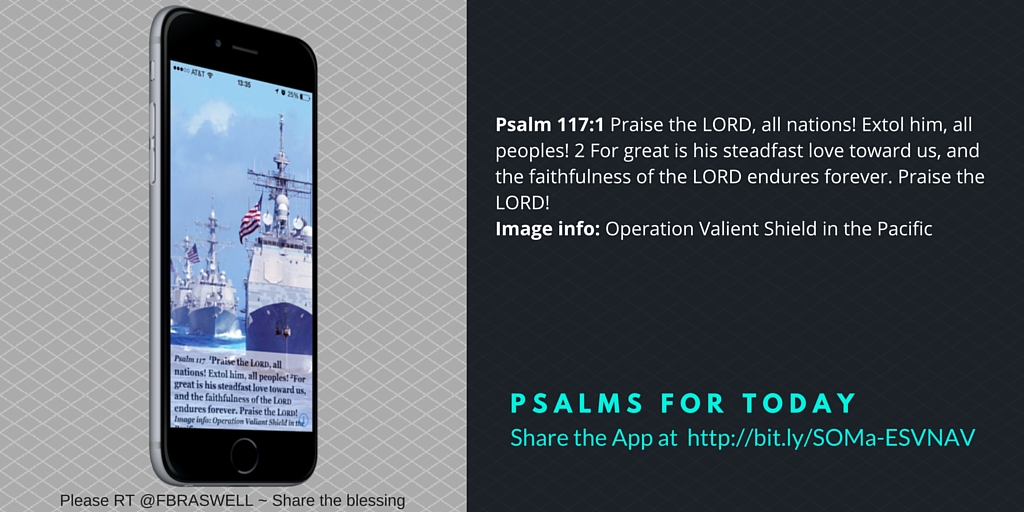 AT&T
13:35
25%
Psalm 117 ¹Praise the LORD, all
nations! Extol him, all peoples! ²For
great is his steadfast love toward us,
and the faithfulness of the LORD
endures forever. Praise the LORD!
Image info: Operation Valiant Shield in the
Please RT @FBRASWELL ~ Share the blessing
Psalm 117:1 Praise the LORD, all nations! Extol him, all
peoples! 2 For great is his steadfast love toward us, and
the faithfulness of the LORD endures forever. Praise the
LORD!
Image info: Operation Valient Shield in the Pacific
PSALMS FOR TODAY
Share the App at http://bit.ly/SOMa-ESVNAV